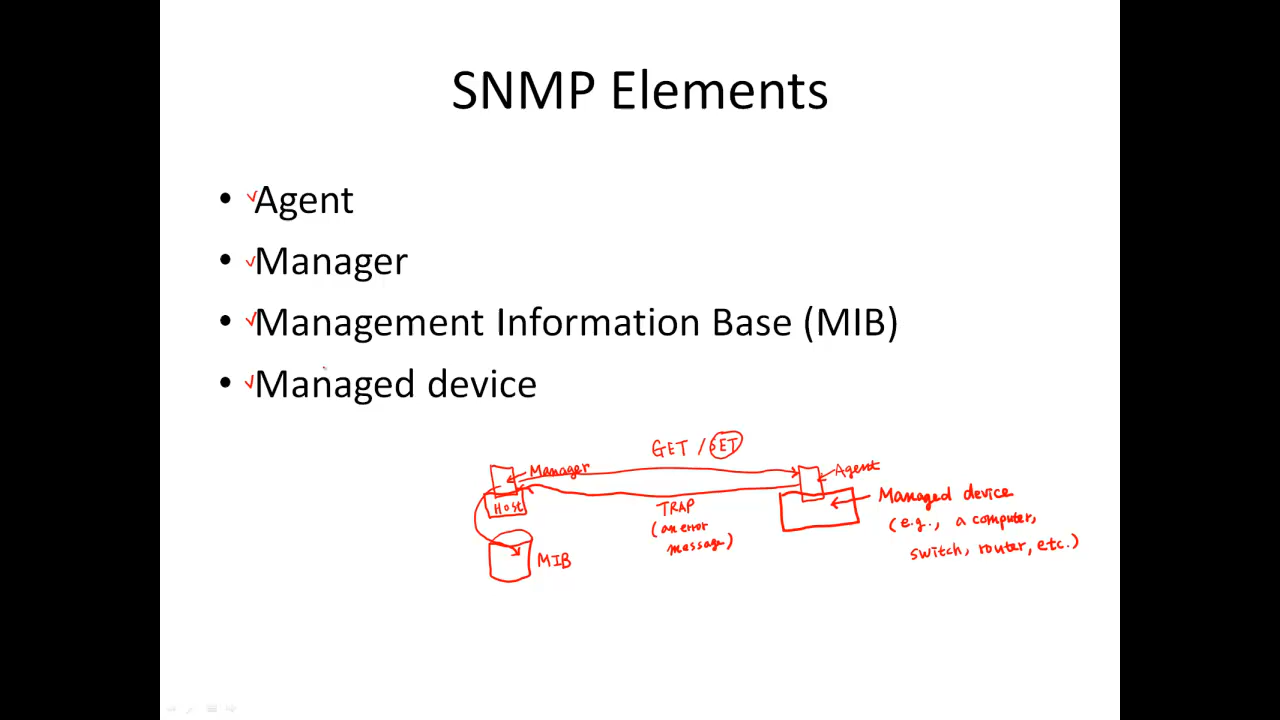 SNMP Elements
• Agent
• Manager
• Management Information Base (MIB)
• Managed device
GET / SET
Manager
Agent
Host
TRAP
(an error
message)
Managed device
(e.g., a computer,
switch, router, etc.)
MIB